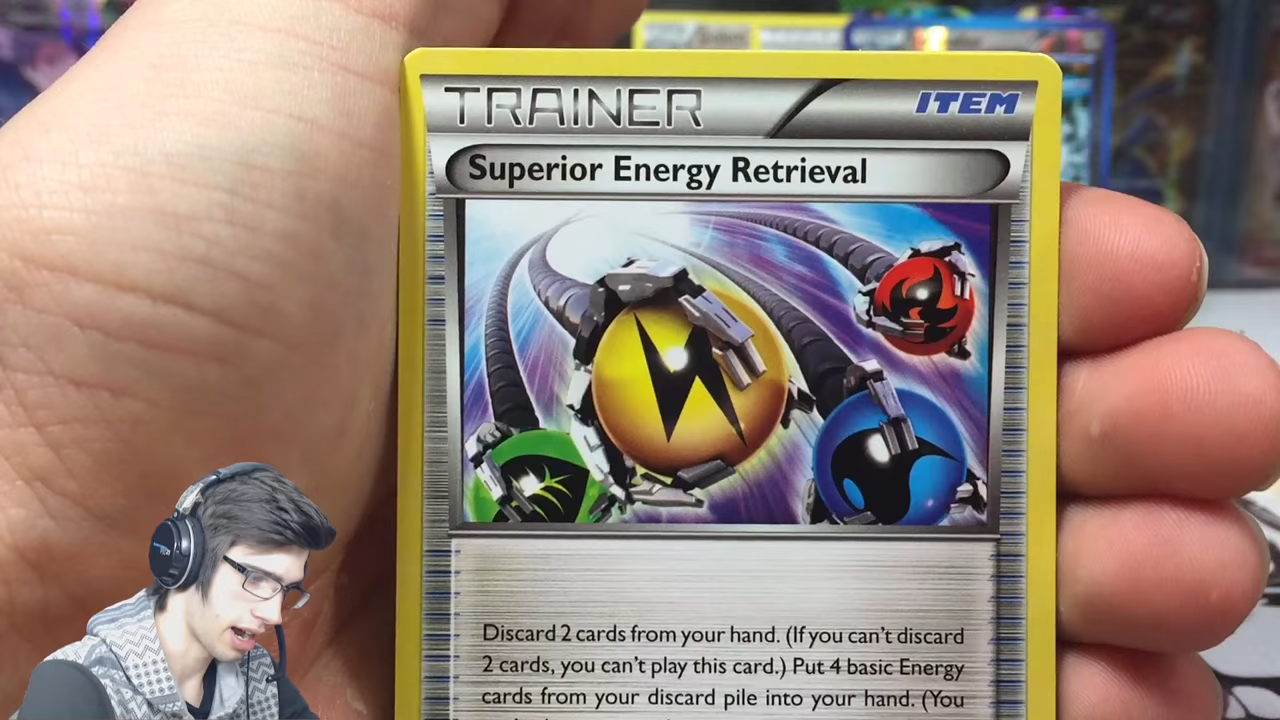 TRAINER
ITEM
Superior Energy Retrieval
Discard 2 cards from your hand. (If you can't discard
2 cards, you can't play this card.) Put 4 basic Energy
cards from your discard pile into your hand. (You